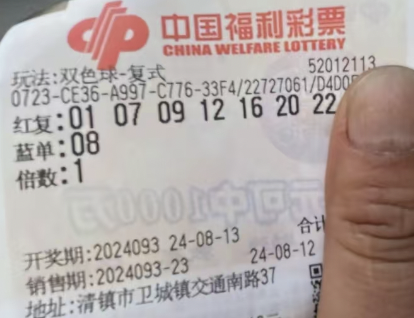 中国福利彩票
CHINA WELFARE LOTTERY
玩法:双色球-复式
52012113
0723-CE36-A997-C776-33F4/22727061/D4D0
红复:01 07 09 12 16 20 22
蓝单:08
倍数:1
合计
开奖期:2024093 24-08-13
销售期:2024093-23 24-08-12
地址:清镇市卫城镇交通南路37